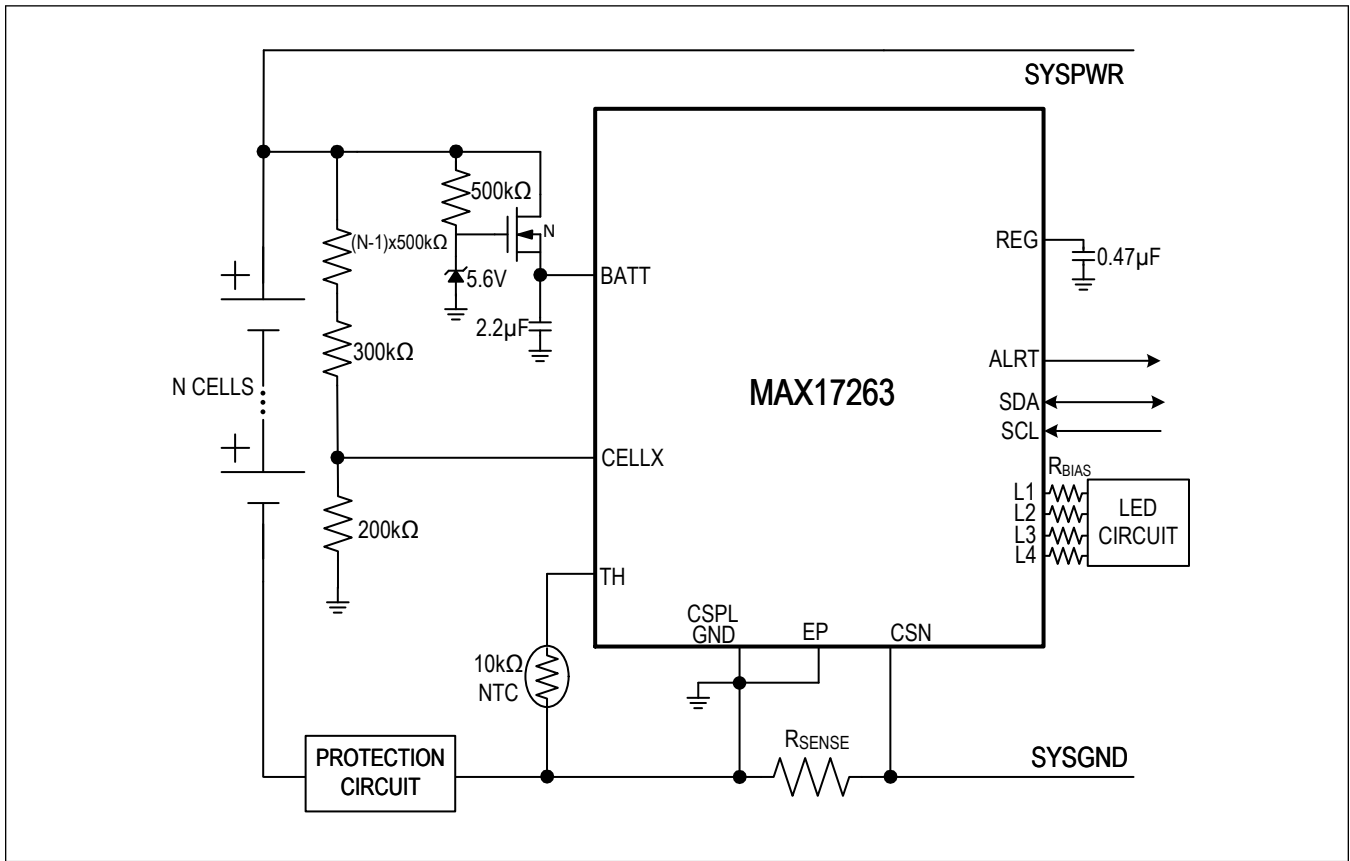 SYSPWR
500kΩ
N
(N-1)x500kΩ
5.6V
BATT
2.2µF
REG
0.47µF
+
300kΩ
N CELLS
+
MAX17263
ALRT
SDA
SCL
CELLX
RBIAS
L1
L2
L3
L4
LED
CIRCUIT
200kΩ
TH
CSPL
GND
EP
CSN
10kΩ
NTC
RSENSE
PROTECTION
CIRCUIT
SYSGND